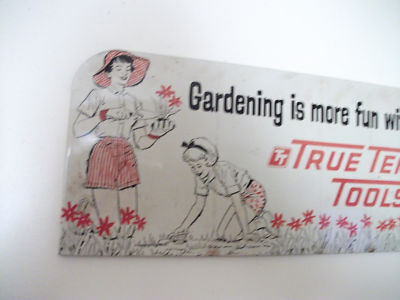 Gardening is more fun wi
TRUE TE
TOOLS